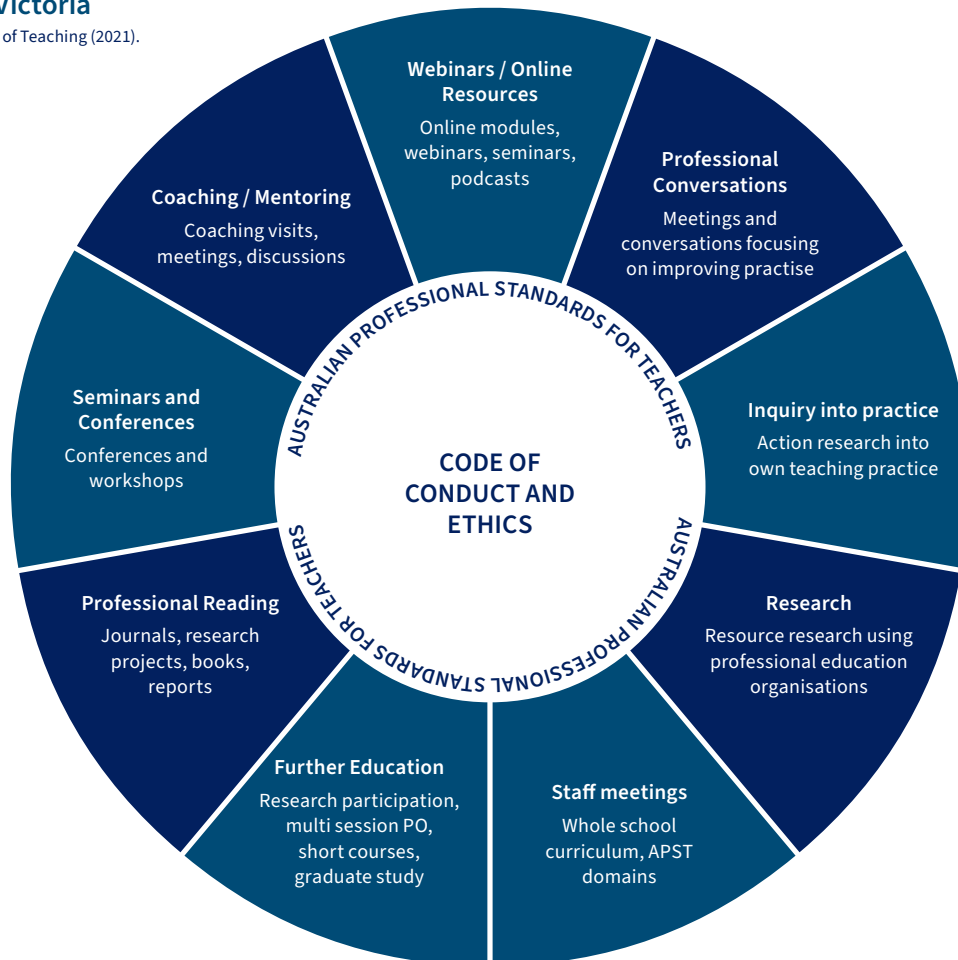 Victoria
of Teaching (2021).
Webinars / Online
Resources
Online modules,
webinars, seminars,
podcasts
Professional
Conversations
Meetings and
conversations focusing
on improving practise
Inquiry into practice
Action research into
own teaching practice
Research
Resource research using
professional education
organisations
Staff meetings
Whole school
curriculum, APST
domains
Further Education
Research participation,
multi session PO,
short courses,
graduate study
Professional Reading
Journals, research
projects, books,
reports
Seminars and
Conferences
Conferences and
workshops
Coaching / Mentoring
Coaching visits,
meetings, discussions
AUSTRALIAN PROFESSIONAL STANDARDS FOR TEACHERS
CODE OF
CONDUCT AND
ETHICS
AUSTRALIAN PROFESSIONAL STANDARDS FOR TEACHERS